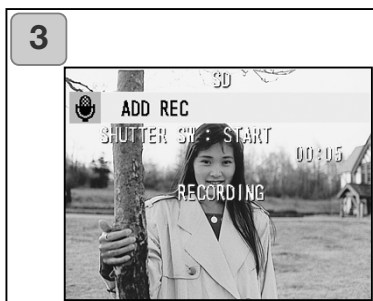 3
SD
ADD REC
SHUTTER SW : START
00:05
RECORDING